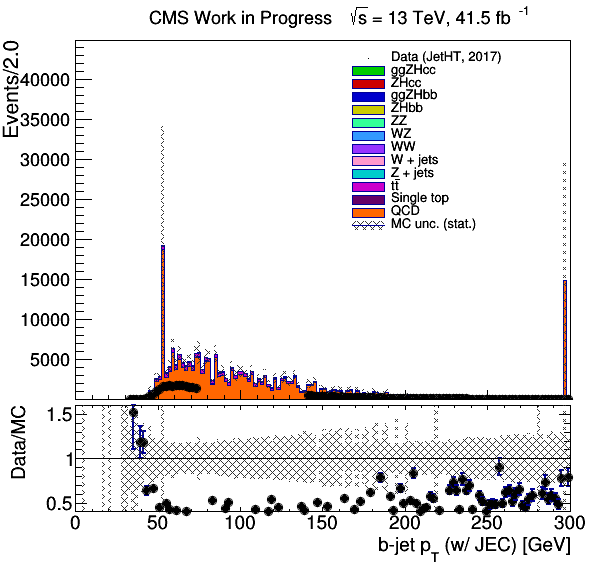 CMS Work in Progress √s = 13 TeV, 41.5 fb⁻¹
Events/2.0
45000
40000
35000
30000
25000
20000
15000
10000
5000
Data (JetHT, 2017)
ggZHcc
ZHcc
ggZHbb
ZHbb
ZZ
WZ
WW
W + jets
Z + jets
tt̄
Single top
QCD
MC unc. (stat.)
Data/MC
1.5
1
0.5
0 50 100 150 200 250 300
b-jet p_T (w/ JEC) [GeV]